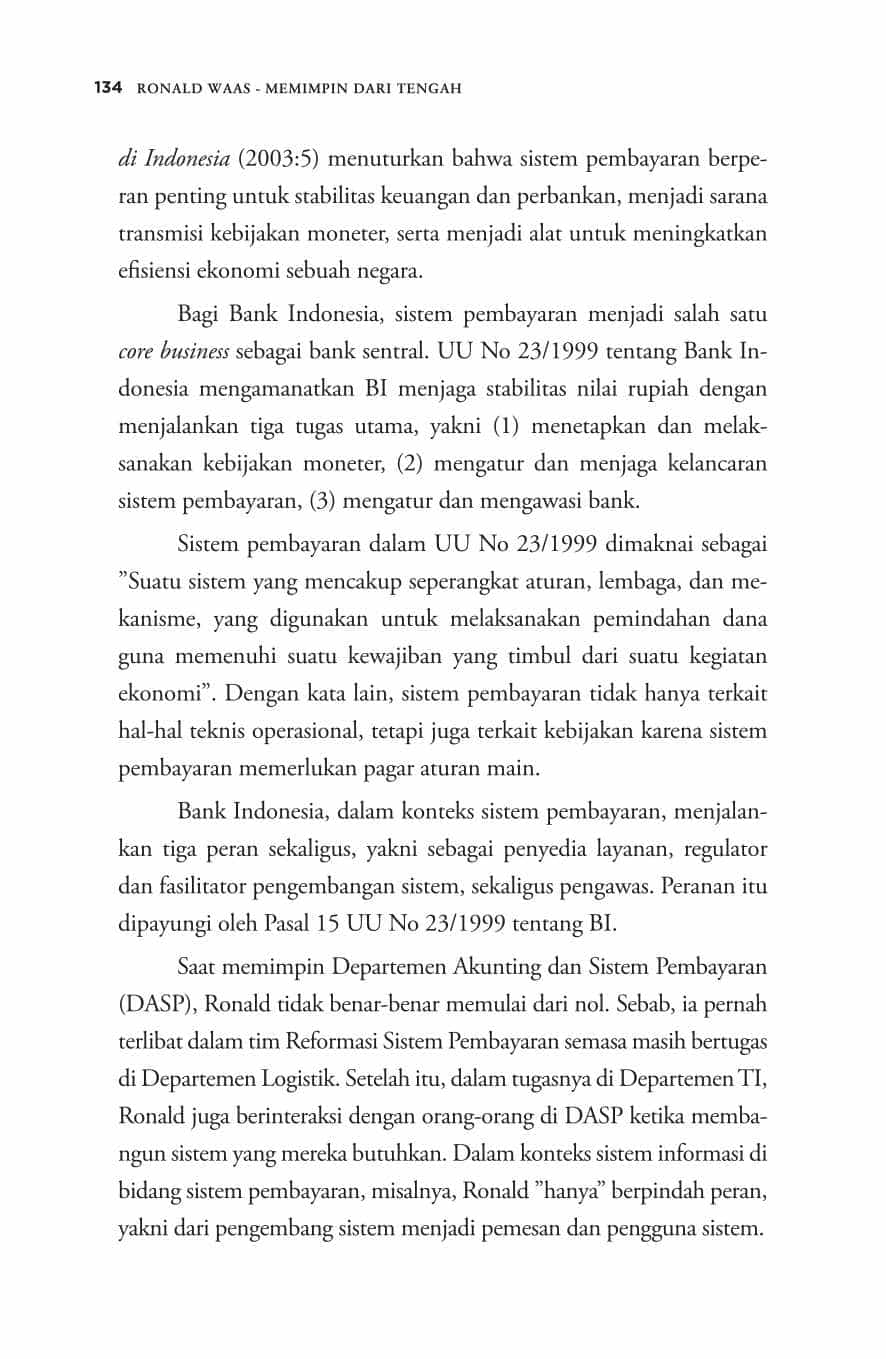 134 RONALD WAAS - MEMIMPIN DARI TENGAH
di Indonesia (2003:5) menuturkan bahwa sistem pembayaran berpe-
ran penting untuk stabilitas keuangan dan perbankan, menjadi sarana
transmisi kebijakan moneter, serta menjadi alat untuk meningkatkan
efisiensi ekonomi sebuah negara.
Bagi Bank Indonesia, sistem pembayaran menjadi salah satu
core business sebagai bank sentral. UU No 23/1999 tentang Bank In-
donesia mengamanatkan BI menjaga stabilitas nilai rupiah dengan
menjalankan tiga tugas utama, yakni (1) menetapkan dan melak-
sanakan kebijakan moneter, (2) mengatur dan menjaga kelancaran
sistem pembayaran, (3) mengatur dan mengawasi bank.
Sistem pembayaran dalam UU No 23/1999 dimaknai sebagai
”Suatu sistem yang mencakup seperangkat aturan, lembaga, dan me-
kanisme, yang digunakan untuk melaksanakan pemindahan dana
guna memenuhi suatu kewajiban yang timbul dari suatu kegiatan
ekonomi”. Dengan kata lain, sistem pembayaran tidak hanya terkait
hal-hal teknis operasional, tetapi juga terkait kebijakan karena sistem
pembayaran memerlukan pagar aturan main.
Bank Indonesia, dalam konteks sistem pembayaran, menjalan-
kan tiga peran sekaligus, yakni sebagai penyedia layanan, regulator
dan fasilitator pengembangan sistem, sekaligus pengawas. Peranan itu
dipayungi oleh Pasal 15 UU No 23/1999 tentang BI.
Saat memimpin Departemen Akunting dan Sistem Pembayaran
(DASP), Ronald tidak benar-benar memulai dari nol. Sebab, ia pernah
terlibat dalam tim Reformasi Sistem Pembayaran semasa masih bertugas
di Departemen Logistik. Setelah itu, dalam tugasnya di Departemen TI,
Ronald juga berinteraksi dengan orang-orang di DASP ketika memba-
ngun sistem yang mereka butuhkan. Dalam konteks sistem informasi di
bidang sistem pembayaran, misalnya, Ronald ”hanya” berpindah peran,
yakni dari pengembang sistem menjadi pemesan dan pengguna sistem.